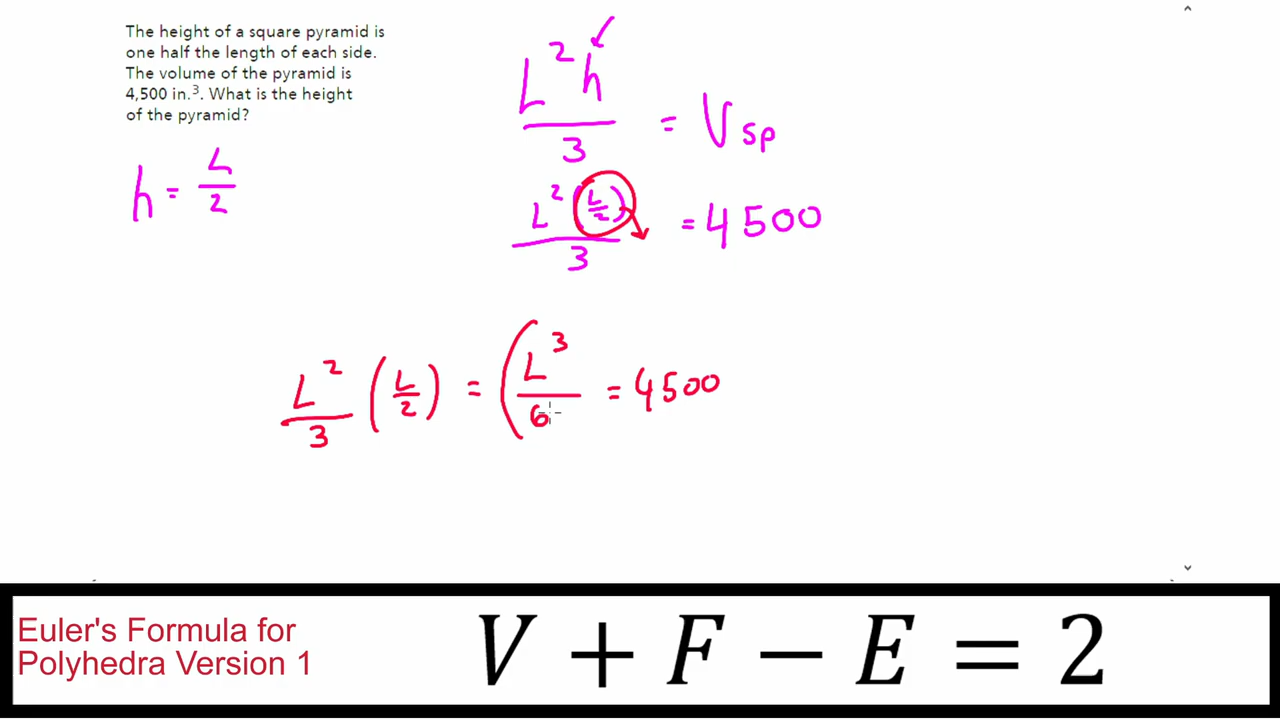 The height of a square pyramid is
one half the length of each side.
The volume of the pyramid is
4,500 in.³. What is the height
of the pyramid?
h = L/2
L²h/3 = V sp
L²(L/2)/3 = 4500
L²/3 (L/2) = (L³/6 = 4500
Euler's Formula for
Polyhedra Version 1
V + F − E = 2